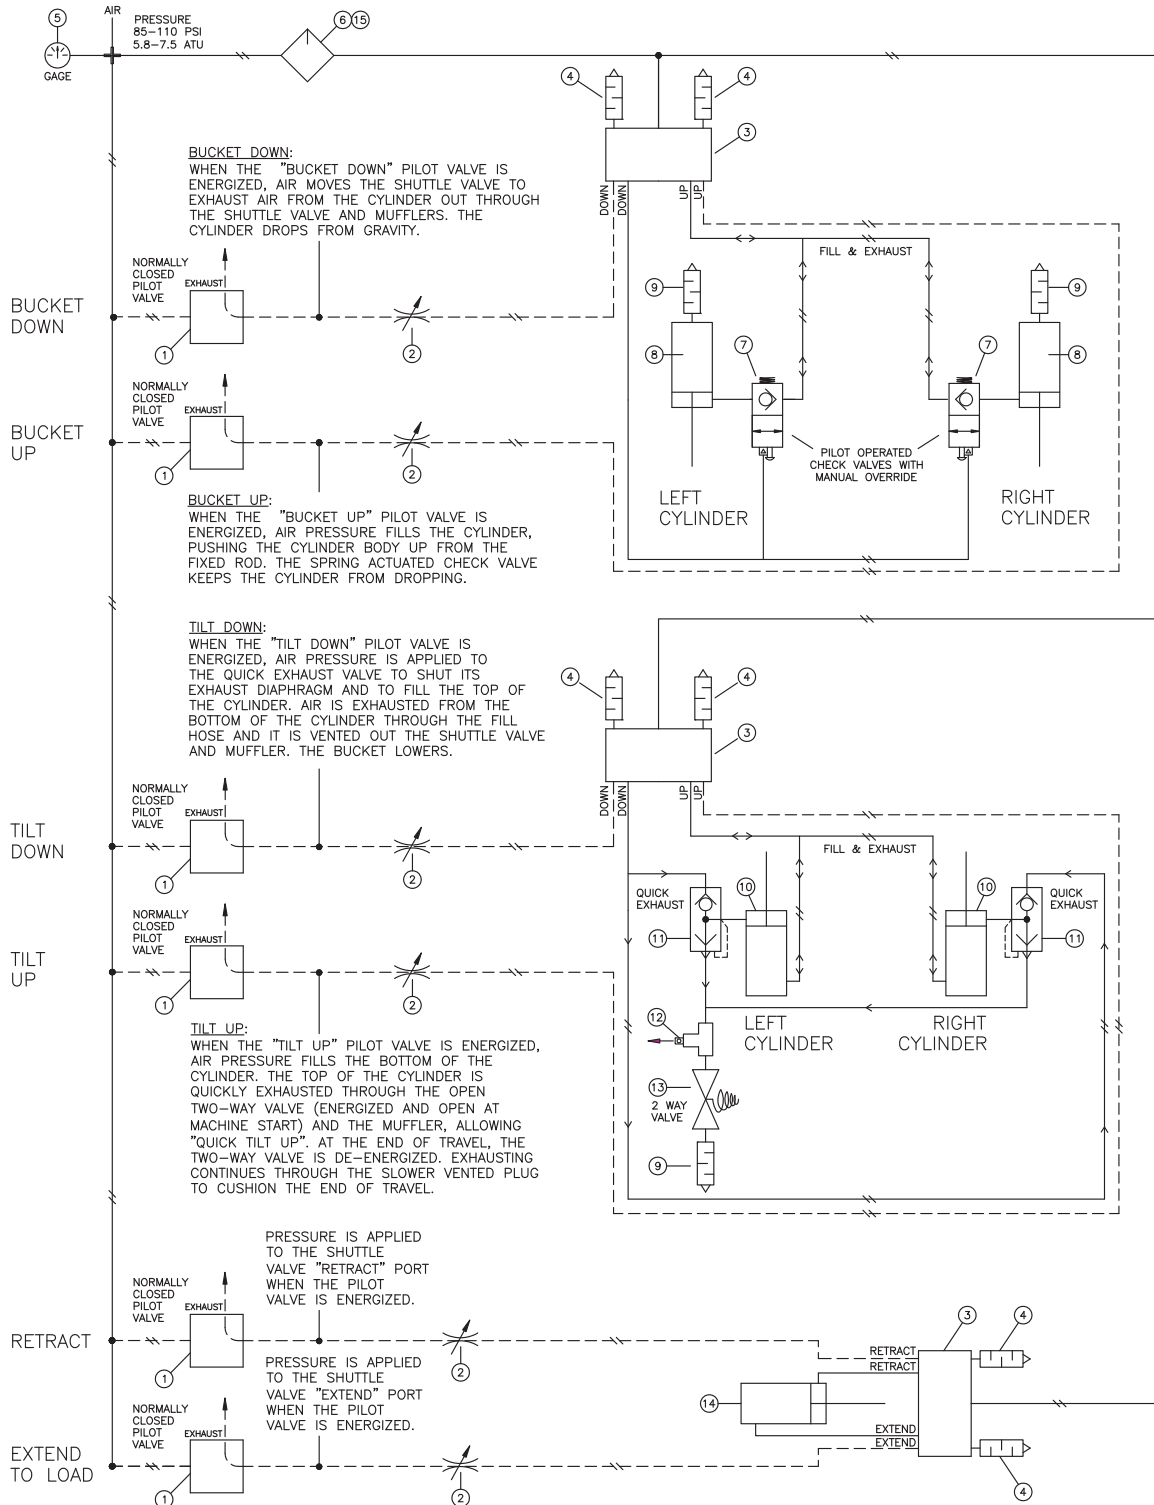 5
AIR
PRESSURE
85-110 PSI
5.8-7.5 ATU
6 15
GAGE
4
4
3
DOWN
DOWN
UP
UP
BUCKET DOWN:
WHEN THE "BUCKET DOWN" PILOT VALVE IS
ENERGIZED, AIR MOVES THE SHUTTLE VALVE TO
EXHAUST AIR FROM THE CYLINDER OUT THROUGH
THE SHUTTLE VALVE AND MUFFLERS. THE
CYLINDER DROPS FROM GRAVITY.
FILL & EXHAUST
NORMALLY
CLOSED
PILOT
VALVE
EXHAUST
BUCKET
DOWN
1
2
9
9
8
8
7
7
NORMALLY
CLOSED
PILOT
VALVE
EXHAUST
BUCKET
UP
1
2
PILOT OPERATED
CHECK VALVES WITH
MANUAL OVERRIDE
LEFT
CYLINDER
RIGHT
CYLINDER
BUCKET UP:
WHEN THE "BUCKET UP" PILOT VALVE IS
ENERGIZED, AIR PRESSURE FILLS THE CYLINDER,
PUSHING THE CYLINDER BODY UP FROM THE
FIXED ROD. THE SPRING ACTUATED CHECK VALVE
KEEPS THE CYLINDER FROM DROPPING.
TILT DOWN:
WHEN THE "TILT DOWN" PILOT VALVE IS
ENERGIZED, AIR PRESSURE IS APPLIED TO
THE QUICK EXHAUST VALVE TO SHUT ITS
EXHAUST DIAPHRAGM AND TO FILL THE TOP OF
THE CYLINDER. AIR IS EXHAUSTED FROM THE
BOTTOM OF THE CYLINDER THROUGH THE FILL
HOSE AND IT IS VENTED OUT THE SHUTTLE VALVE
AND MUFFLER. THE BUCKET LOWERS.
4
4
3
DOWN
DOWN
UP
UP
NORMALLY
CLOSED
PILOT
VALVE
EXHAUST
TILT
DOWN
1
2
FILL & EXHAUST
QUICK
EXHAUST
10
10
QUICK
EXHAUST
11
11
NORMALLY
CLOSED
PILOT
VALVE
EXHAUST
TILT
UP
1
2
12
LEFT
CYLINDER
RIGHT
CYLINDER
13
2 WAY
VALVE
9
TILT UP:
WHEN THE "TILT UP" PILOT VALVE IS ENERGIZED,
AIR PRESSURE FILLS THE BOTTOM OF THE
CYLINDER. THE TOP OF THE CYLINDER IS
QUICKLY EXHAUSTED THROUGH THE OPEN
TWO-WAY VALVE (ENERGIZED AND OPEN AT
MACHINE START) AND THE MUFFLER, ALLOWING
"QUICK TILT UP". AT THE END OF TRAVEL, THE
TWO-WAY VALVE IS DE-ENERGIZED. EXHAUSTING
CONTINUES THROUGH THE SLOWER VENTED PLUG
TO CUSHION THE END OF TRAVEL.
PRESSURE IS APPLIED
TO THE SHUTTLE
VALVE "RETRACT" PORT
WHEN THE PILOT
VALVE IS ENERGIZED.
NORMALLY
CLOSED
PILOT
VALVE
EXHAUST
RETRACT
1
2
3
4
RETRACT
RETRACT
PRESSURE IS APPLIED
TO THE SHUTTLE
VALVE "EXTEND" PORT
WHEN THE PILOT
VALVE IS ENERGIZED.
14
EXTEND
EXTEND
NORMALLY
CLOSED
PILOT
VALVE
EXHAUST
EXTEND
TO LOAD
1
2
4